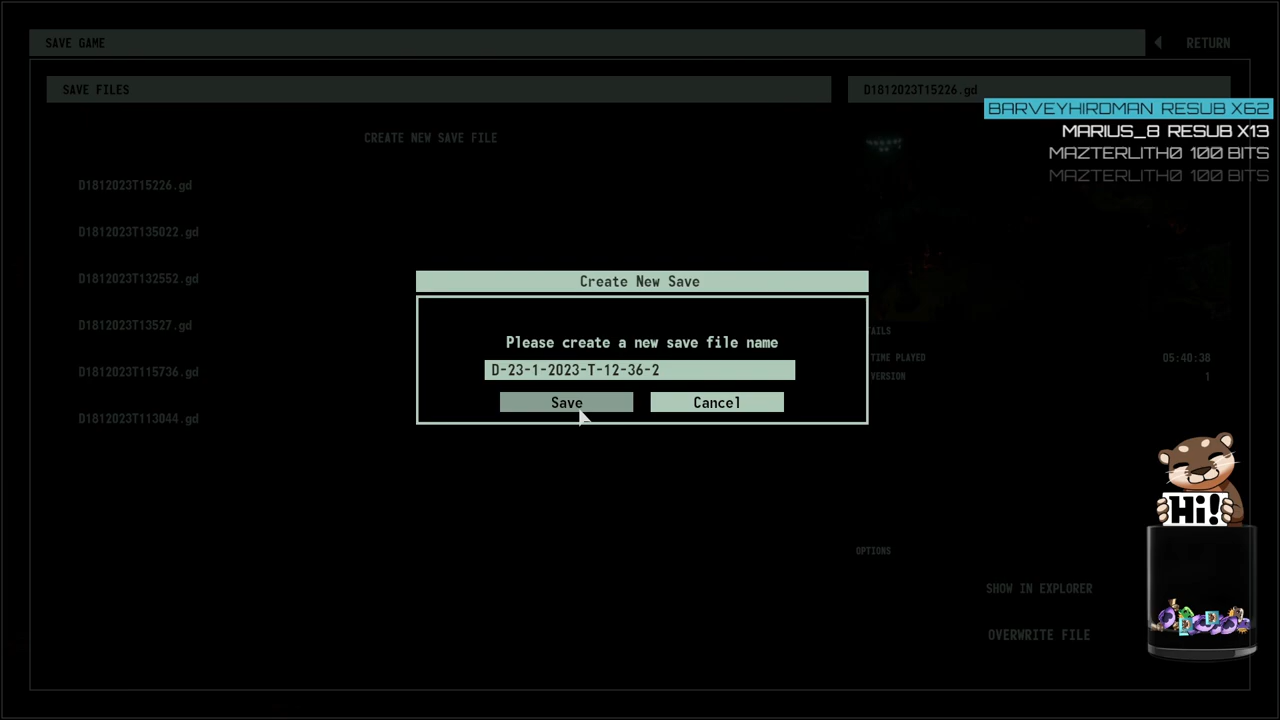 SAVE GAME
RETURN
SAVE FILES
D1812023T15226.gd
BARVEYHIRDMAN RESUB X62
MARIUS_8 RESUB X13
MAZTERLITH0 100 BITS
MAZTERLITH0 100 BITS
CREATE NEW SAVE FILE
D1812023T15226.gd
D1812023T135022.gd
D1812023T132552.gd
D1812023T13527.gd
D1812023T115736.gd
D1812023T113044.gd
Create New Save
Please create a new save file name
D-23-1-2023-T-12-36-2
Save
Cancel
TAILS
TIME PLAYED
05:40:38
VERSION
1
Hi!
OPTIONS
SHOW IN EXPLORER
OVERWRITE FILE